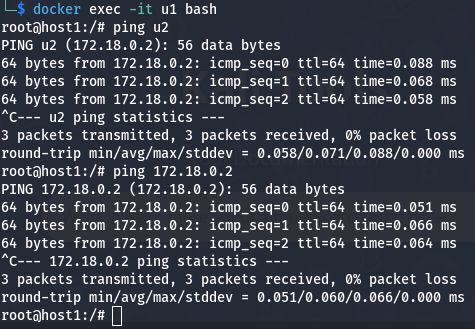 └─$ docker exec -it u1 bash
root@host1:/# ping u2
PING u2 (172.18.0.2): 56 data bytes
64 bytes from 172.18.0.2: icmp_seq=0 ttl=64 time=0.088 ms
64 bytes from 172.18.0.2: icmp_seq=1 ttl=64 time=0.068 ms
64 bytes from 172.18.0.2: icmp_seq=2 ttl=64 time=0.058 ms
^C--- u2 ping statistics ---
3 packets transmitted, 3 packets received, 0% packet loss
round-trip min/avg/max/stddev = 0.058/0.071/0.088/0.000 ms
root@host1:/# ping 172.18.0.2
PING 172.18.0.2 (172.18.0.2): 56 data bytes
64 bytes from 172.18.0.2: icmp_seq=0 ttl=64 time=0.051 ms
64 bytes from 172.18.0.2: icmp_seq=1 ttl=64 time=0.066 ms
64 bytes from 172.18.0.2: icmp_seq=2 ttl=64 time=0.064 ms
^C--- 172.18.0.2 ping statistics ---
3 packets transmitted, 3 packets received, 0% packet loss
round-trip min/avg/max/stddev = 0.051/0.060/0.066/0.000 ms
root@host1:/#